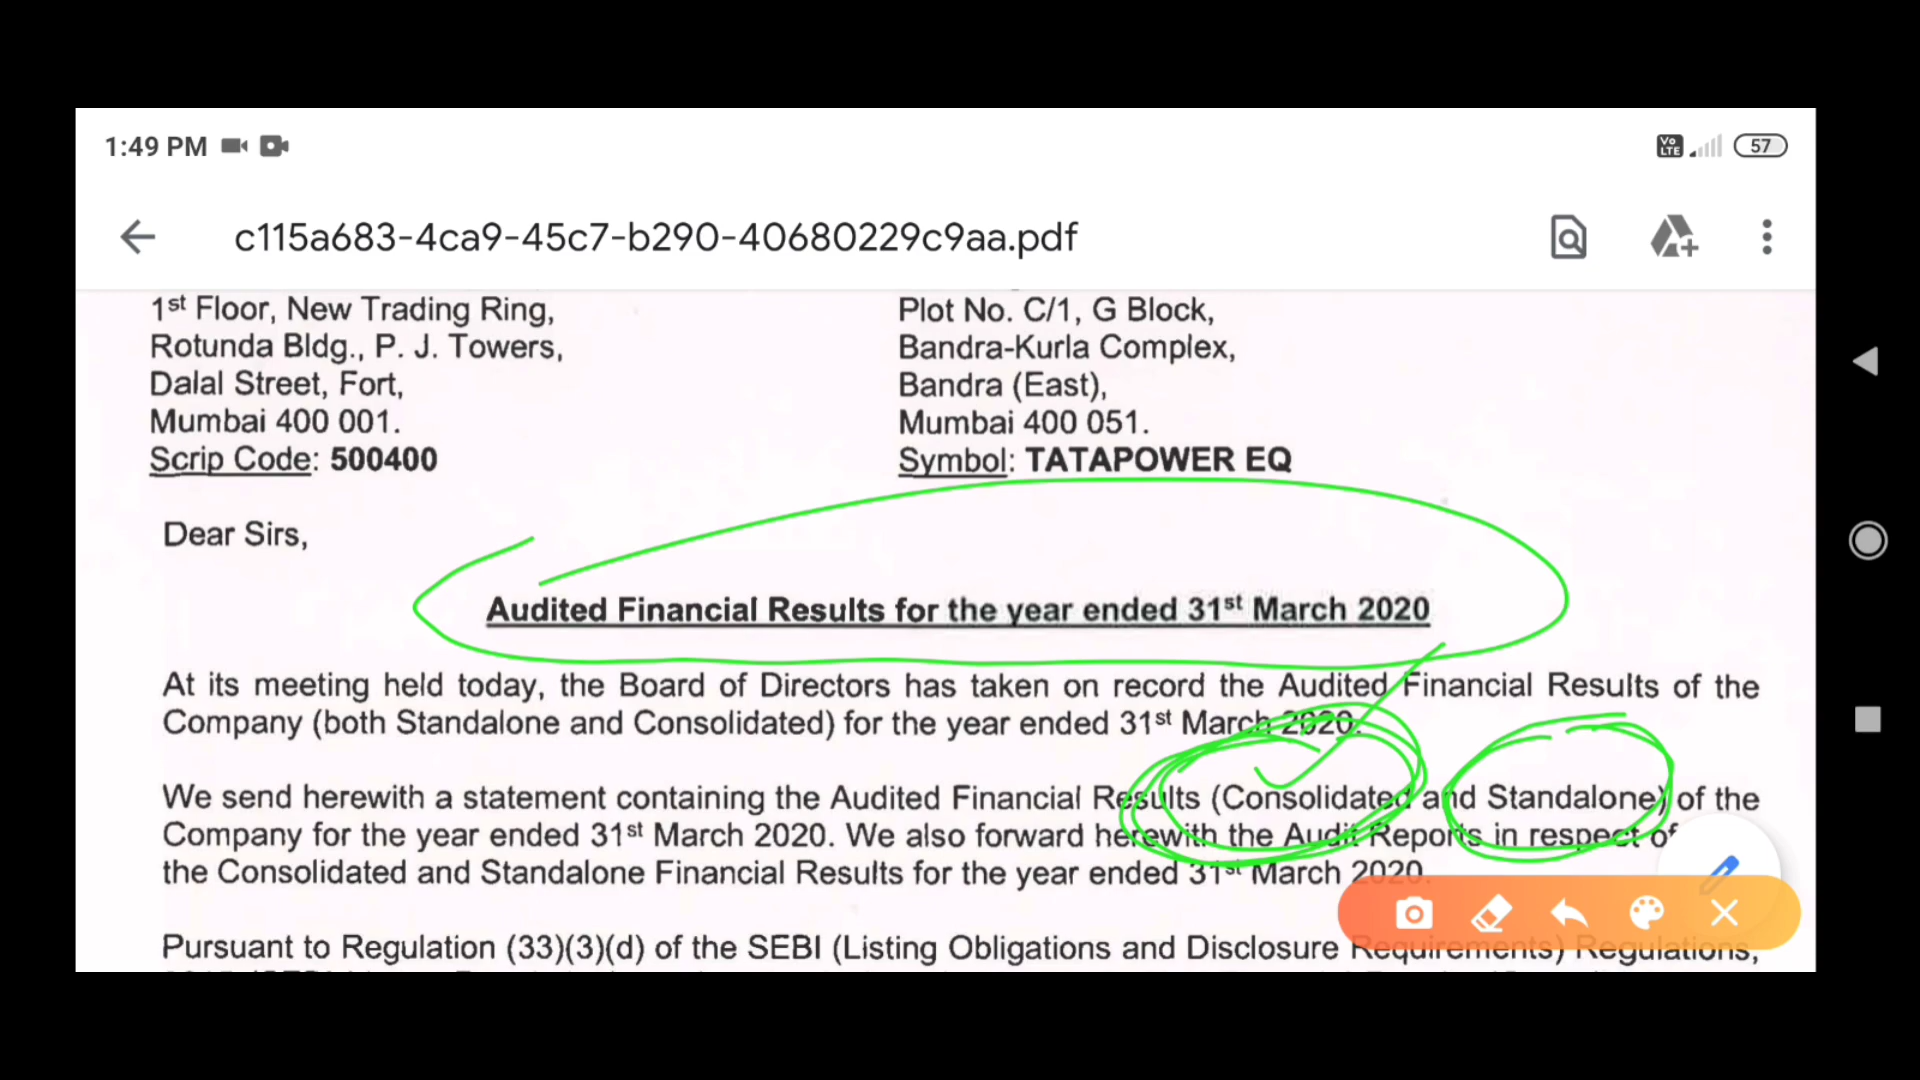 1:49 PM
Vo LTE
57
c115a683-4ca9-45c7-b290-40680229c9aa.pdf
1st Floor, New Trading Ring,
Rotunda Bldg., P. J. Towers,
Dalal Street, Fort,
Mumbai 400 001.
Scrip Code: 500400
Plot No. C/1, G Block,
Bandra-Kurla Complex,
Bandra (East),
Mumbai 400 051.
Symbol: TATAPOWER EQ
Dear Sirs,
Audited Financial Results for the year ended 31st March 2020
At its meeting held today, the Board of Directors has taken on record the Audited Financial Results of the
Company (both Standalone and Consolidated) for the year ended 31st March 2020.
We send herewith a statement containing the Audited Financial Results (Consolidated and Standalone) of the
Company for the year ended 31st March 2020. We also forward herewith the Audit Reports in respect of
the Consolidated and Standalone Financial Results for the year ended 31st March 2020.
Pursuant to Regulation (33)(3)(d) of the SEBI (Listing Obligations and Disclosure Requirements) Regulations,